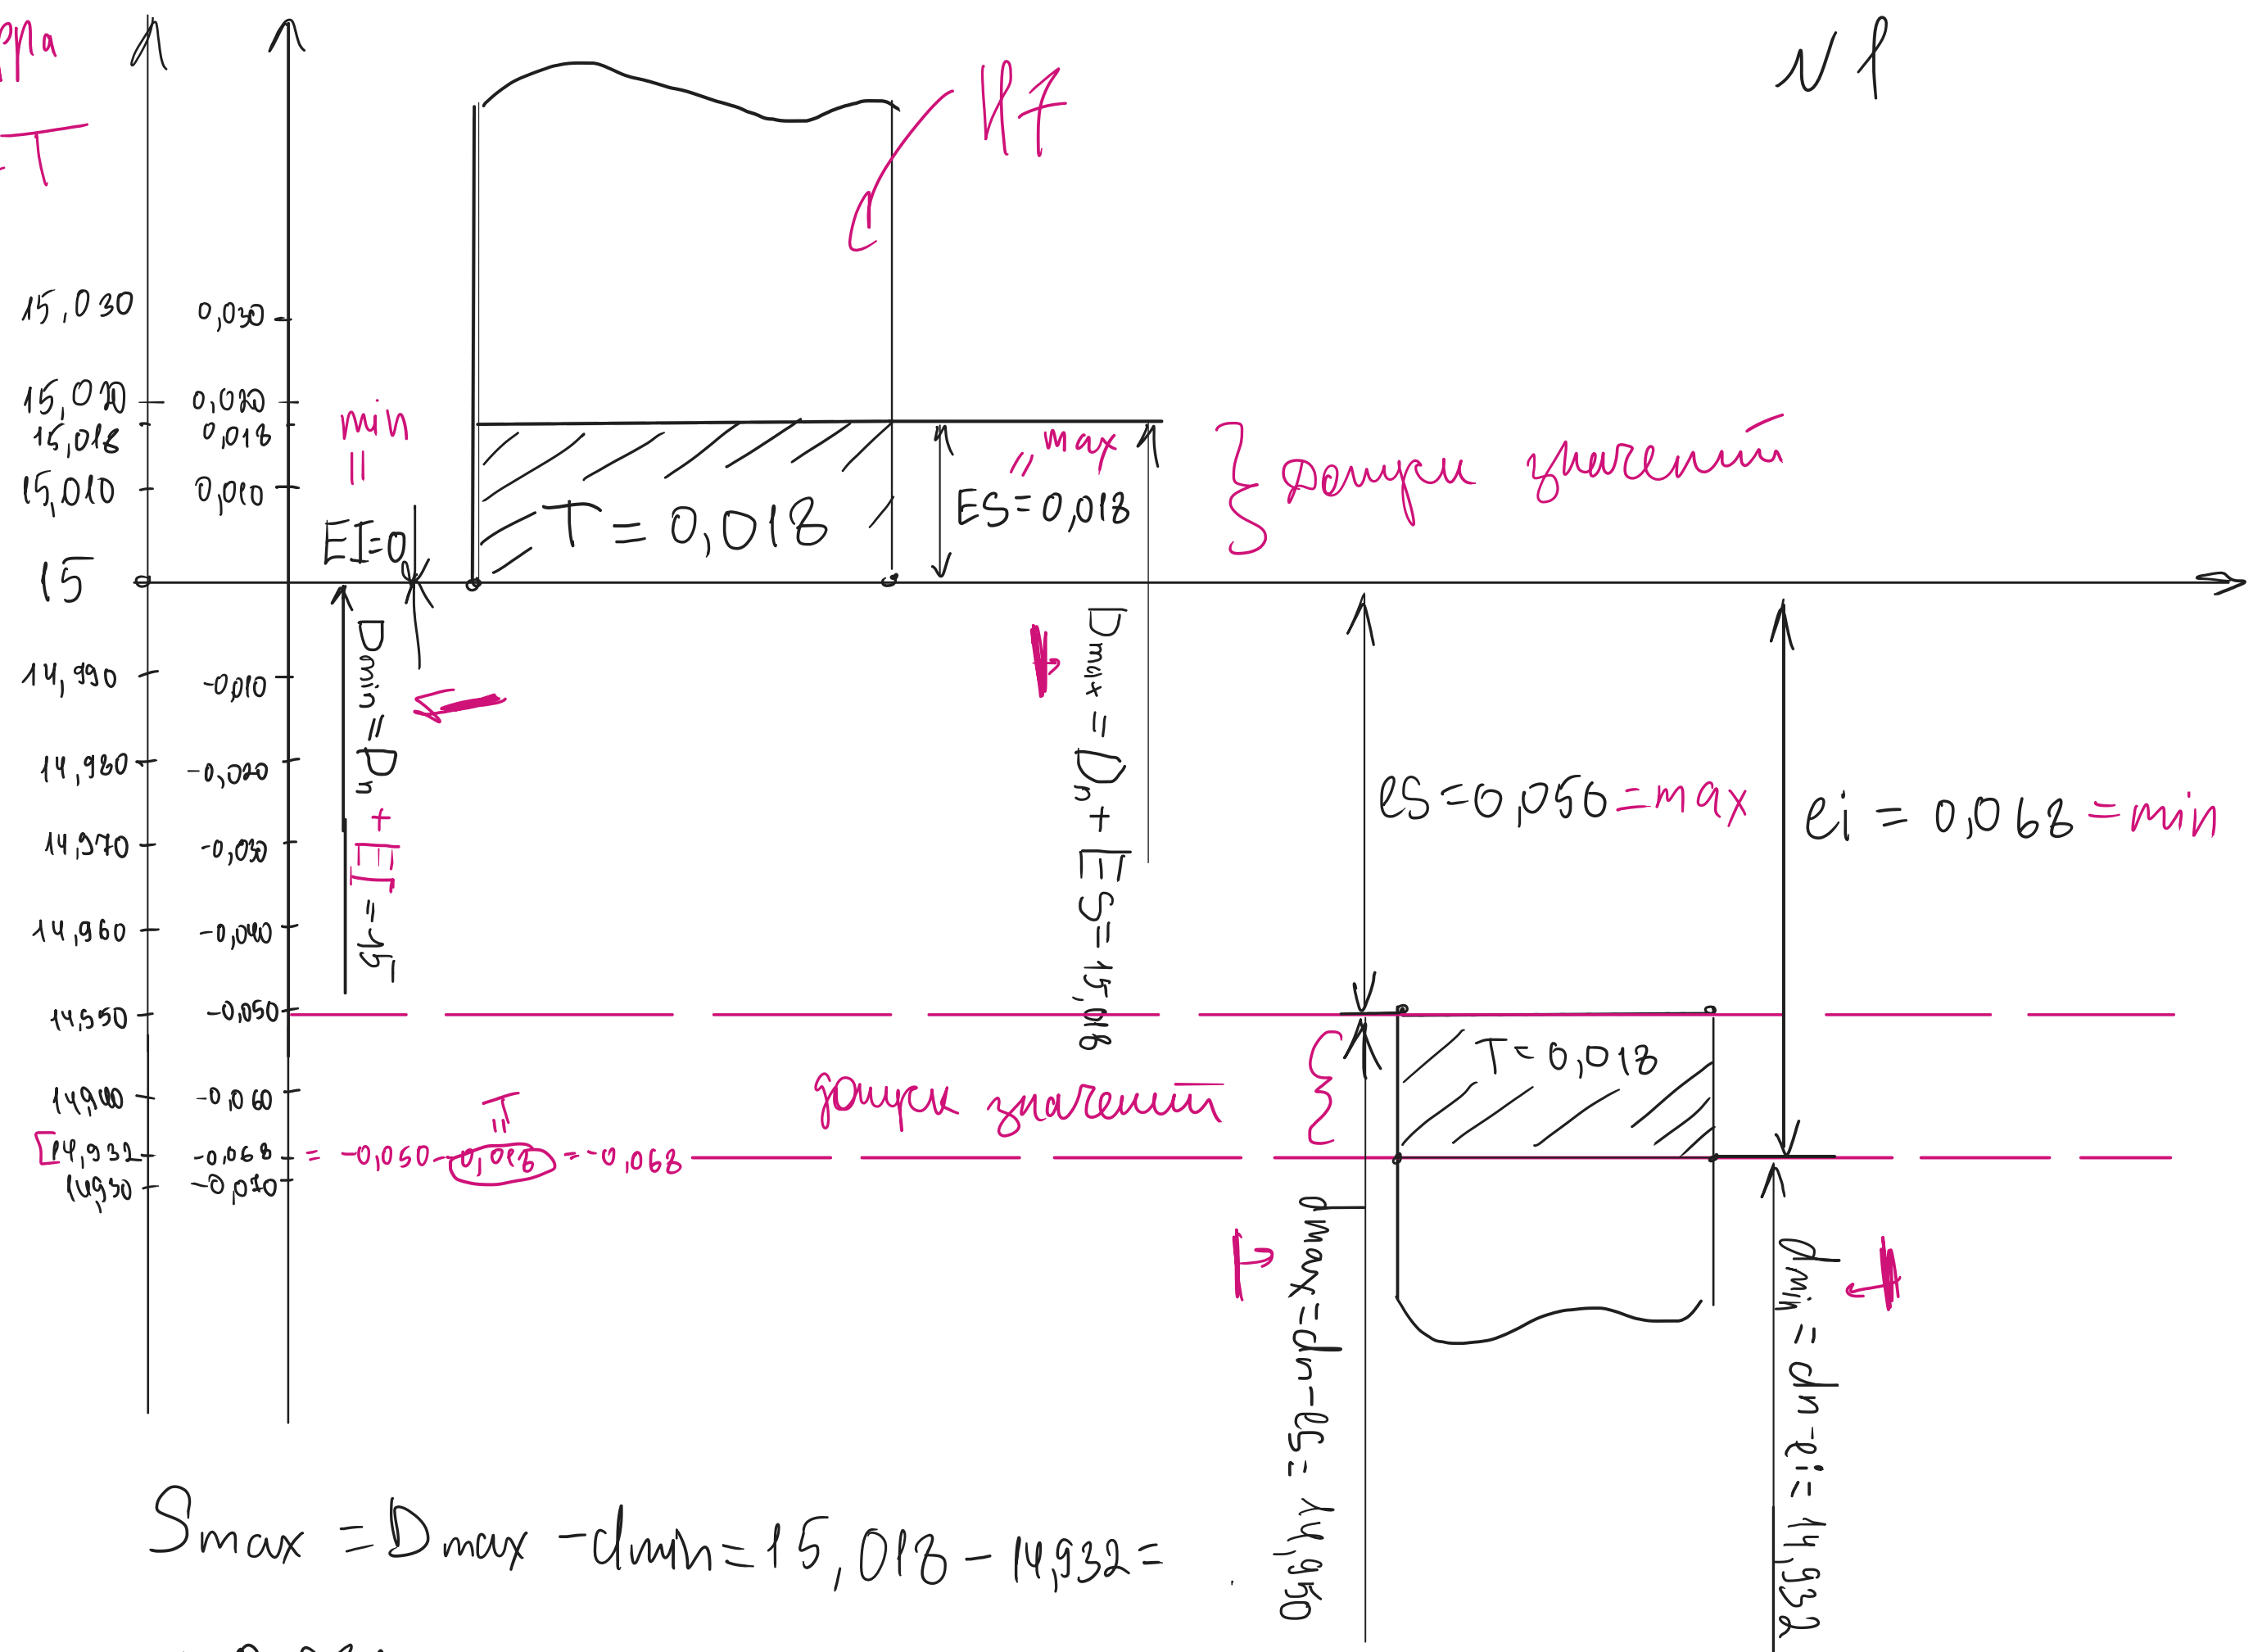 N1
H7
T
15,030 0,030
15,020 0,020
15,018 0,018
15,010 0,010
15
14,990 -0,010
14,980 -0,020
14,970 -0,030
14,960 -0,040
14,950 -0,050
14,940 -0,060
14,932 -0,068 = -0,050-0,018 = -0,068
= T
14,930 -0,070
min
=
EI=0
T = 0,018
= max
ES=0,018
допуск значений
Dmin = Dn + EI = 15
Dmax = Dn + ES = 15,018
es=0,056=max
ei = 0,068=min
T=0,018
допуск значений
dmax=dn-es= 14,950
dmin = dn-ei= 14,932
Smax = Dmax - dmin = 15,018 - 14,932 =